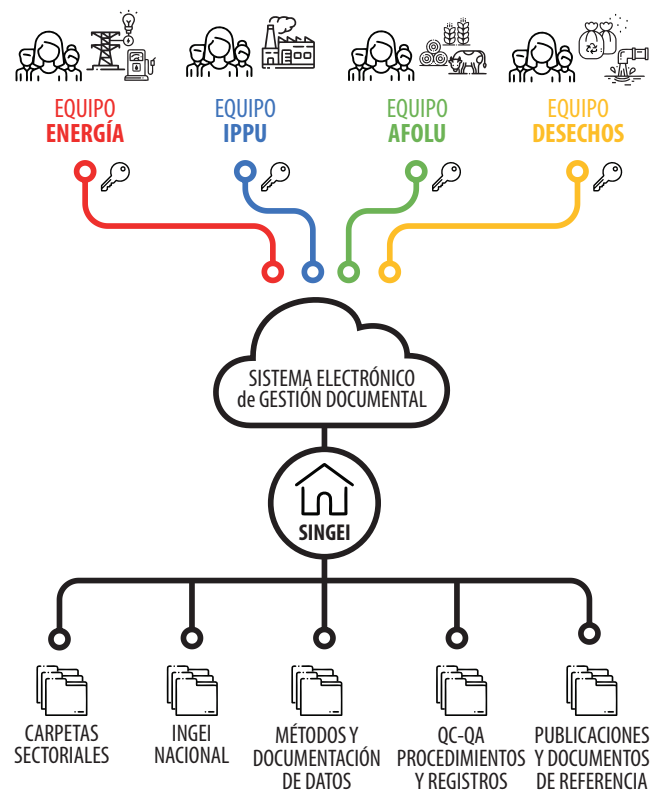 EQUIPO
ENERGÍA
EQUIPO
IPPU
EQUIPO
AFOLU
EQUIPO
DESECHOS
SISTEMA ELECTRÓNICO
de GESTIÓN DOCUMENTAL
SINGEI
CARPETAS
SECTORIALES
INGEI
NACIONAL
MÉTODOS Y
DOCUMENTACIÓN
DE DATOS
QC-QA
PROCEDIMIENTOS
Y REGISTROS
PUBLICACIONES
Y DOCUMENTOS
DE REFERENCIA